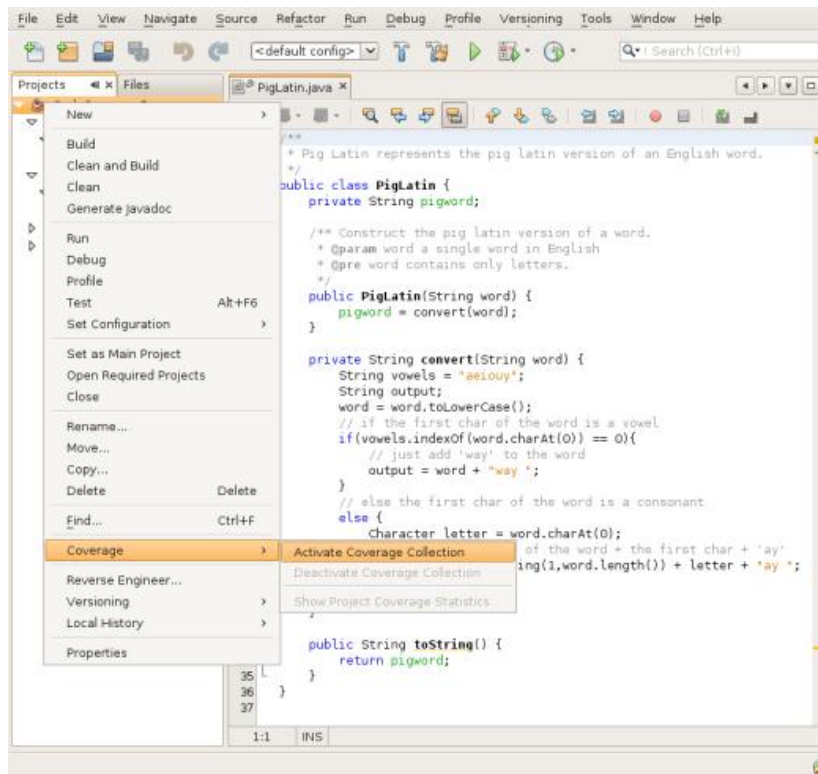 File Edit View Navigate Source Refactor Run Debug Profile Versioning Tools Window Help
<default config> Search (Ctrl+I)
Projects Files
PigLatin.java
New
Build
Clean and Build
Clean
Generate Javadoc
Run
Debug
Profile
Test Alt+F6
Set Configuration
Set as Main Project
Open Required Projects
Close
Rename...
Move...
Copy...
Delete Delete
Find... Ctrl+F
Coverage
Reverse Engineer...
Versioning
Local History
Properties
Activate Coverage Collection
Deactivate Coverage Collection
Show Project Coverage Statistics
/**
* Pig Latin represents the pig latin version of an English word.
*/
public class PigLatin {
private String pigword;
/** Construct the pig latin version of a word.
* @param word a single word in English
* @pre word contains only letters.
*/
public PigLatin(String word) {
pigword = convert(word);
}
private String convert(String word) {
String vowels = "aeiouy";
String output;
word = word.toLowerCase();
// if the first char of the word is a vowel
if(vowels.indexOf(word.charAt(0)) == 0){
// just add 'way' to the word
output = word + "way ";
}
// else the first char of the word is a consonant
else {
Character letter = word.charAt(0);
of the word + the first char + 'ay'
ing(1,word.length()) + letter + "ay ";
}
public String toString() {
return pigword;
35 }
36 }
37
1:1 INS